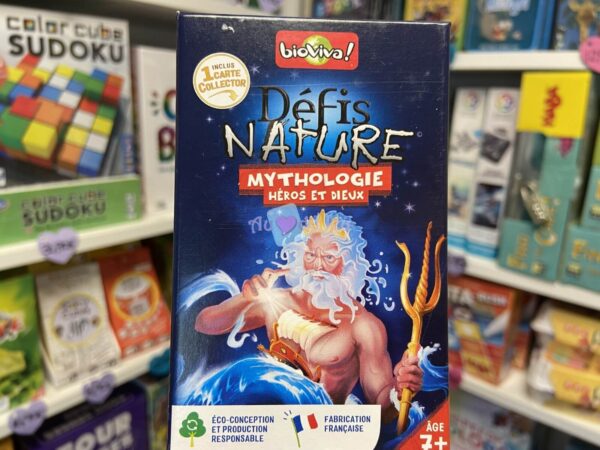 color cube
SUDOKU
bioviva!
INCLUS
1 CARTE
COLLECTOR
Défis
NATURE
MYTHOLOGIE
HÉROS ET DIEUX
COLOR CUBE
SUDOKU
ÉCO-CONCEPTION
ET PRODUCTION
RESPONSABLE
FABRICATION
FRANÇAISE
ÂGE
7+